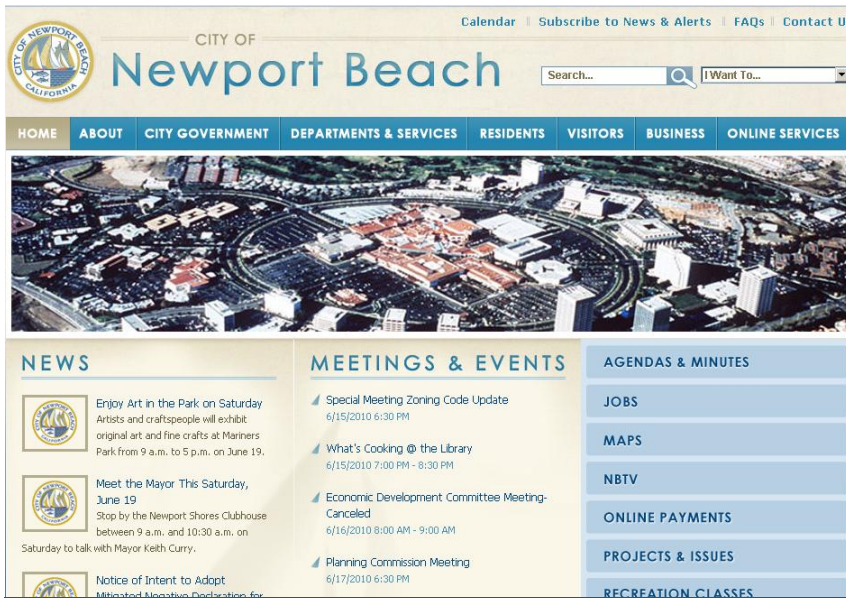 Calendar Subscribe to News & Alerts FAQs Contact U
CITY OF
Newport Beach
CITY OF NEWPORT BEACH
CALIFORNIA
Search...
I Want To...
HOME ABOUT CITY GOVERNMENT DEPARTMENTS & SERVICES RESIDENTS VISITORS BUSINESS ONLINE SERVICES
NEWS
Enjoy Art in the Park on Saturday
Artists and craftspeople will exhibit
original art and fine crafts at Mariners
Park from 9 a.m. to 5 p.m. on June 19.
Meet the Mayor This Saturday,
June 19
Stop by the Newport Shores Clubhouse
between 9 a.m. and 10:30 a.m. on
Saturday to talk with Mayor Keith Curry.
Notice of Intent to Adopt
Mitigated Negative Declaration for
MEETINGS & EVENTS
Special Meeting Zoning Code Update
6/15/2010 6:30 PM
What's Cooking @ the Library
6/15/2010 7:00 PM - 8:30 PM
Economic Development Committee Meeting-
Canceled
6/16/2010 8:00 AM - 9:00 AM
Planning Commission Meeting
6/17/2010 6:30 PM
AGENDAS & MINUTES
JOBS
MAPS
NBTV
ONLINE PAYMENTS
PROJECTS & ISSUES
RECREATION CLASSES